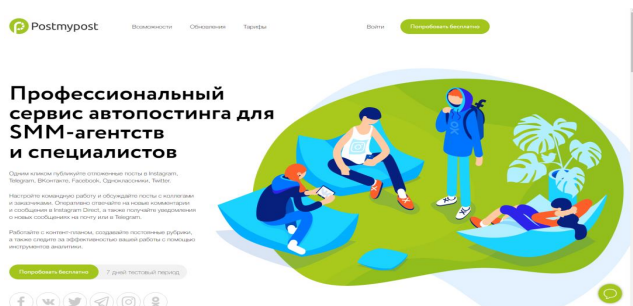 Postmypost
Возможности
Обновления
Тарифы
Войти
Попробовать бесплатно
Профессиональный
сервис автопостинга для
SMM-агентств
и специалистов
Одним кликом публикуйте отложенные посты в Instagram,
Telegram, ВКонтакте, Facebook, Одноклассники, Twitter.
Настройте командную работу и обсуждайте посты с коллегами
и заказчиками. Оперативно отвечайте на новые комментарии
и сообщения в Instagram Direct, а также получайте уведомления
о новых сообщениях на почту или в Telegram.
Работайте с контент-планом, создавайте постоянные рубрики,
а также следите за эффективностью вашей работы с помощью
инструментов аналитики.
Попробовать бесплатно
7 дней тестовый период